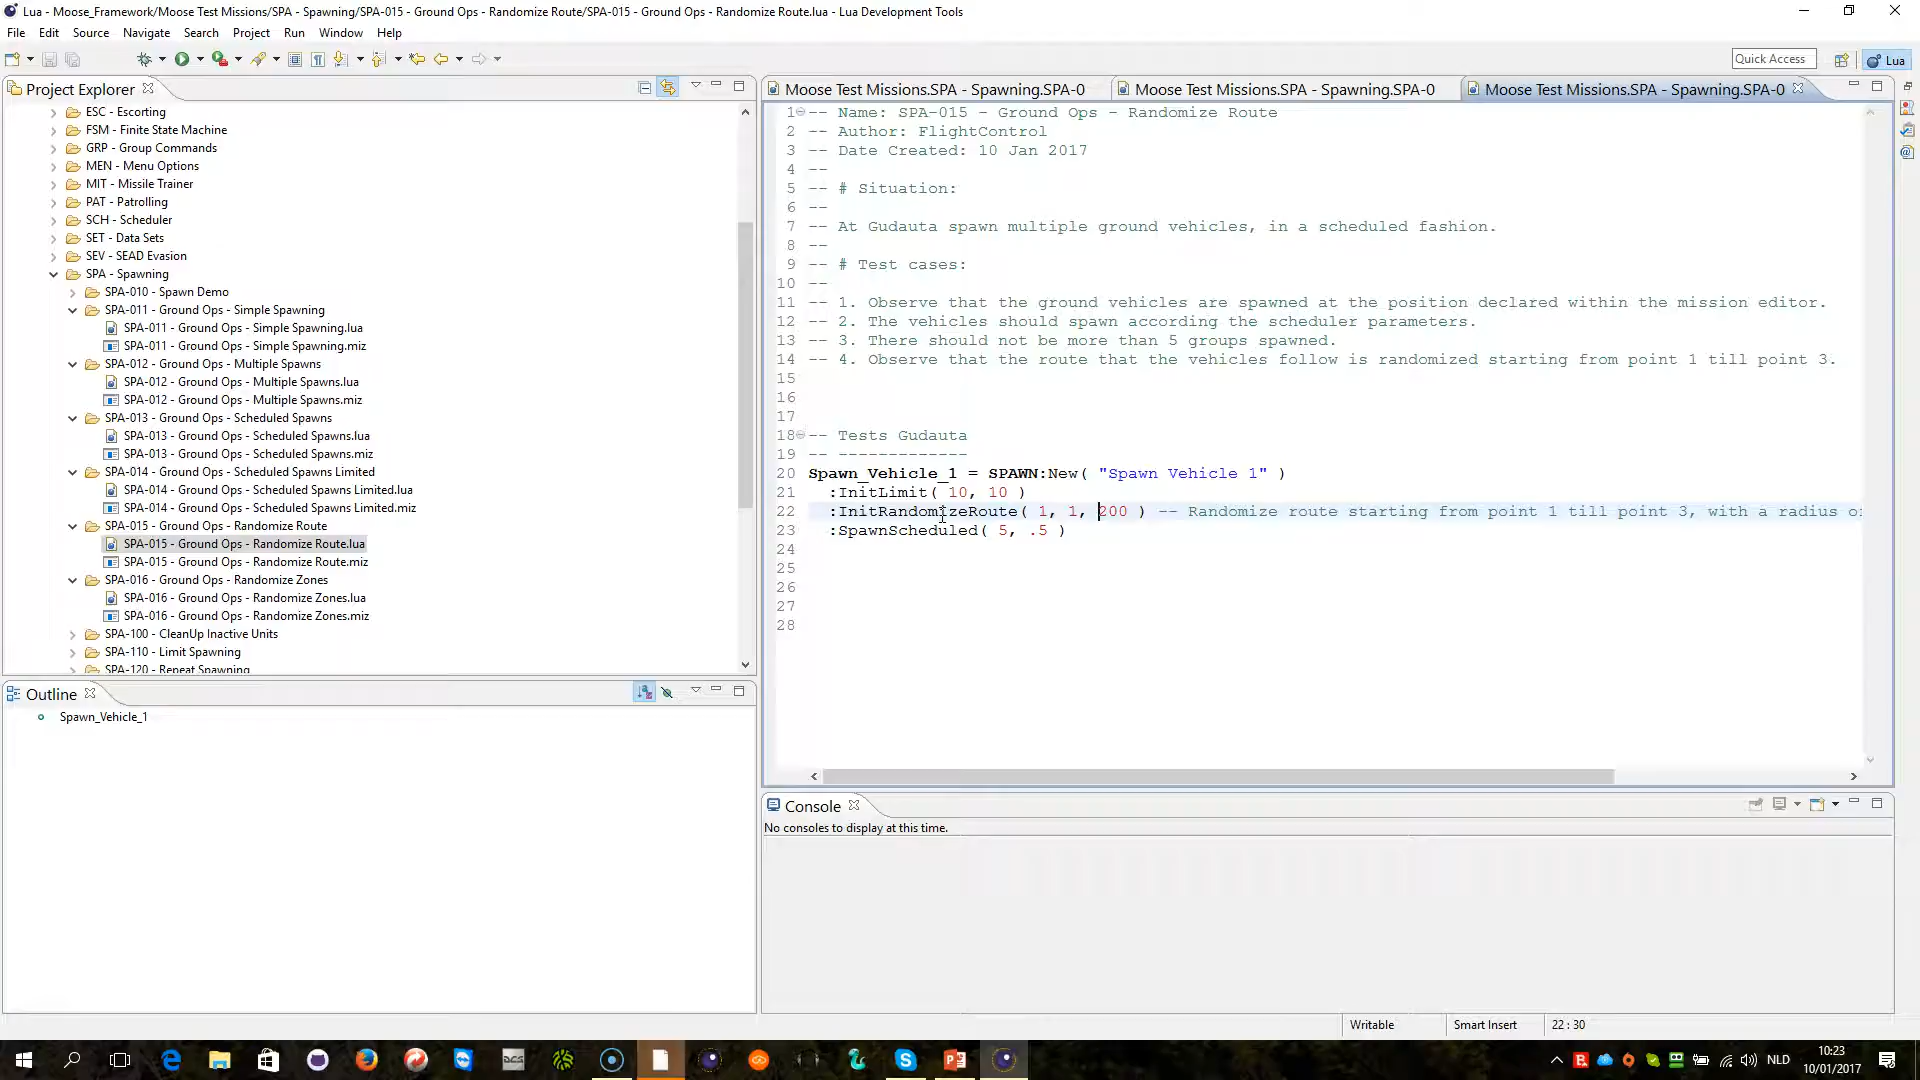 Lua - Moose_Framework/Moose Test Missions/SPA - Spawning/SPA-015 - Ground Ops - Randomize Route/SPA-015 - Ground Ops - Randomize Route.lua - Lua Development Tools
File Edit Source Navigate Search Project Run Window Help
Quick Access
Lua
Project Explorer
ESC - Escorting
FSM - Finite State Machine
GRP - Group Commands
MEN - Menu Options
MIT - Missile Trainer
PAT - Patrolling
SCH - Scheduler
SET - Data Sets
SEV - SEAD Evasion
SPA - Spawning
SPA-010 - Spawn Demo
SPA-011 - Ground Ops - Simple Spawning
SPA-011 - Ground Ops - Simple Spawning.lua
SPA-011 - Ground Ops - Simple Spawning.miz
SPA-012 - Ground Ops - Multiple Spawns
SPA-012 - Ground Ops - Multiple Spawns.lua
SPA-012 - Ground Ops - Multiple Spawns.miz
SPA-013 - Ground Ops - Scheduled Spawns
SPA-013 - Ground Ops - Scheduled Spawns.lua
SPA-013 - Ground Ops - Scheduled Spawns.miz
SPA-014 - Ground Ops - Scheduled Spawns Limited
SPA-014 - Ground Ops - Scheduled Spawns Limited.lua
SPA-014 - Ground Ops - Scheduled Spawns Limited.miz
SPA-015 - Ground Ops - Randomize Route
SPA-015 - Ground Ops - Randomize Route.lua
SPA-015 - Ground Ops - Randomize Route.miz
SPA-016 - Ground Ops - Randomize Zones
SPA-016 - Ground Ops - Randomize Zones.lua
SPA-016 - Ground Ops - Randomize Zones.miz
SPA-100 - CleanUp Inactive Units
SPA-110 - Limit Spawning
SPA-120 - Repeat Spawning
Outline
Spawn_Vehicle_1
Moose Test Missions.SPA - Spawning.SPA-0 Moose Test Missions.SPA - Spawning.SPA-0 Moose Test Missions.SPA - Spawning.SPA-0
1 -- Name: SPA-015 - Ground Ops - Randomize Route
2 -- Author: FlightControl
3 -- Date Created: 10 Jan 2017
4 --
5 -- # Situation:
6 --
7 -- At Gudauta spawn multiple ground vehicles, in a scheduled fashion.
8 --
9 -- # Test cases:
10 --
11 -- 1. Observe that the ground vehicles are spawned at the position declared within the mission editor.
12 -- 2. The vehicles should spawn according the scheduler parameters.
13 -- 3. There should not be more than 5 groups spawned.
14 -- 4. Observe that the route that the vehicles follow is randomized starting from point 1 till point 3.
15
16
17
18 -- Tests Gudauta
19 -- -------------
20 Spawn_Vehicle_1 = SPAWN:New( "Spawn Vehicle 1" )
21 :InitLimit( 10, 10 )
22 :InitRandomizeRoute( 1, 1, 200 ) -- Randomize route starting from point 1 till point 3, with a radius o
23 :SpawnScheduled( 5, .5 )
24
25
26
27
28
Console
No consoles to display at this time.
Writable Smart Insert 22 : 30
DCS
NLD
10:23
10/01/2017